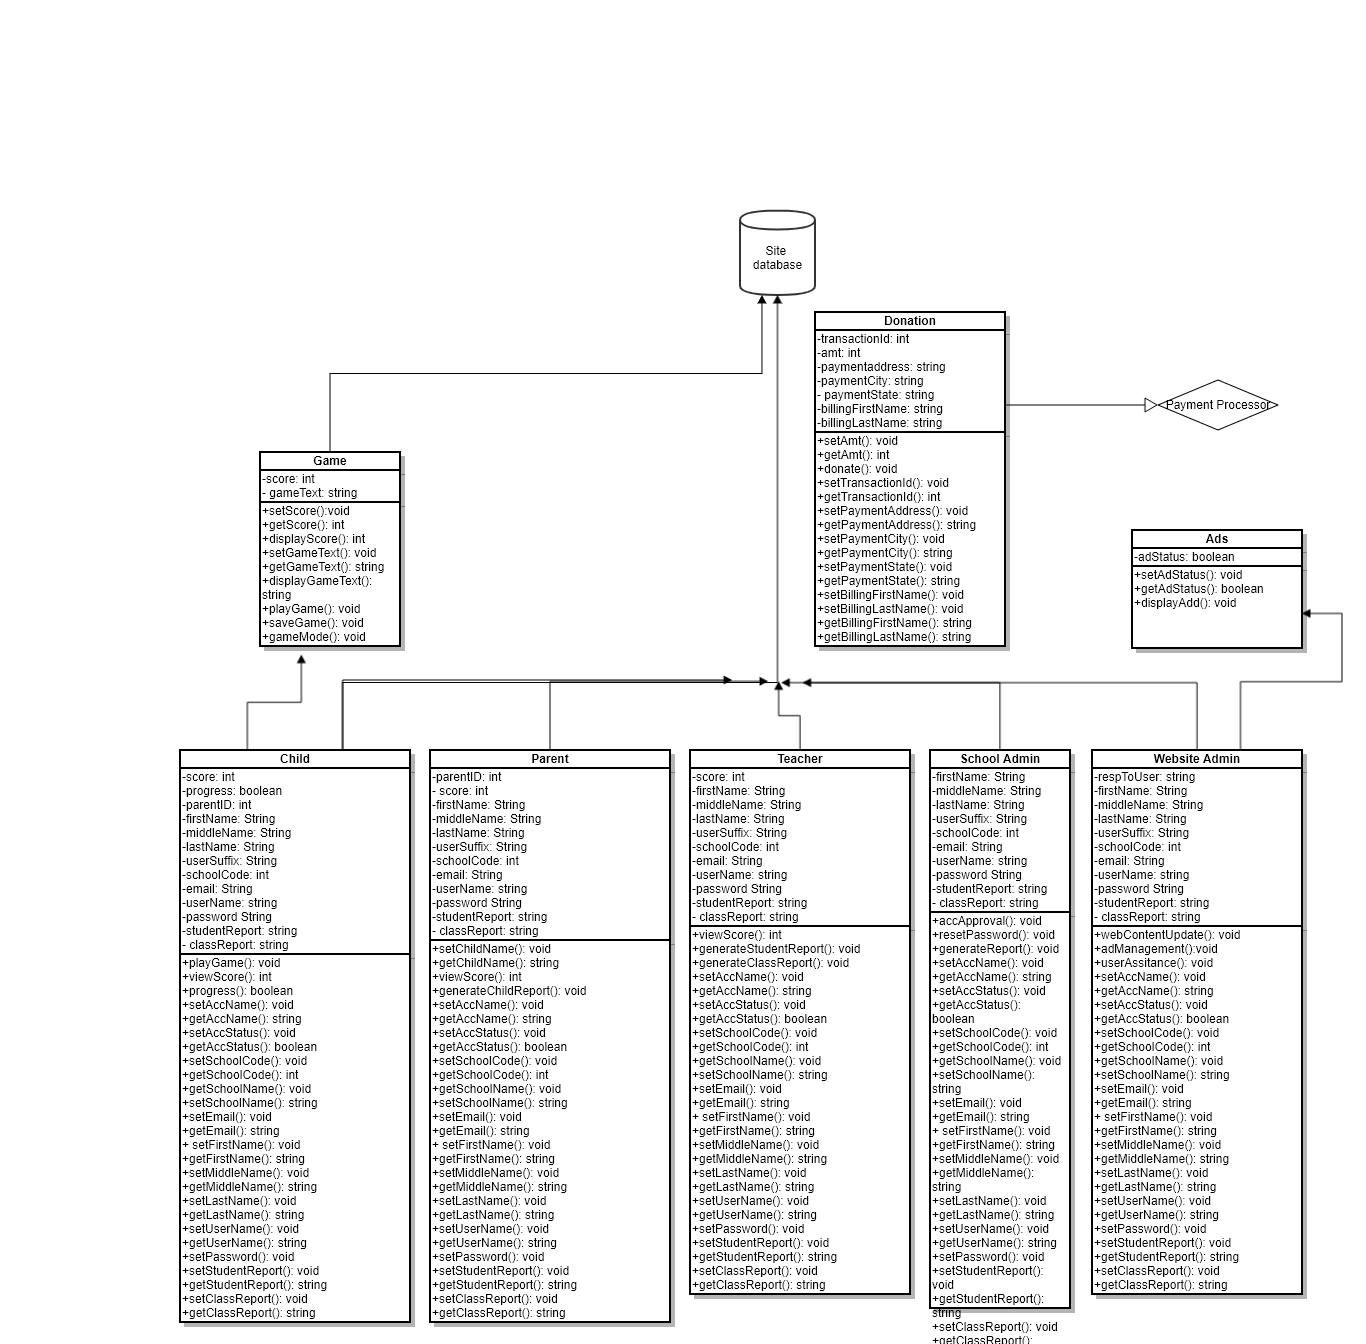 Site
database
Donation
-transactionId: int
-amt: int
-paymentaddress: string
-paymentCity: string
- paymentState: string
-billingFirstName: string
-billingLastName: string
+setAmt(): void
+getAmt(): int
+donate(): void
+setTransactionId(): void
+getTransactionId(): int
+setPaymentAddress(): void
+getPaymentAddress(): string
+setPaymentCity(): void
+getPaymentCity(): string
+setPaymentState(): void
+getPaymentState(): string
+setBillingFirstName(): void
+setBillingLastName(): void
+getBillingFirstName(): string
+getBillingLastName(): string
Payment Processor
Game
-score: int
- gameText: string
+setScore():void
+getScore(): int
+displayScore(): int
+setGameText(): void
+getGameText(): string
+displayGameText():
string
+playGame(): void
+saveGame(): void
+gameMode(): void
Ads
-adStatus: boolean
+setAdStatus(): void
+getAdStatus(): boolean
+displayAdd(): void
Child
-score: int
-progress: boolean
-parentID: int
-firstName: String
-middleName: String
-lastName: String
-userSuffix: String
-schoolCode: int
-email: String
-userName: string
-password String
-studentReport: string
- classReport: string
+playGame(): void
+viewScore(): int
+progress(): boolean
+setAccName(): void
+getAccName(): string
+setAccStatus(): void
+getAccStatus(): boolean
+setSchoolCode(): void
+getSchoolCode(): int
+getSchoolName(): void
+setSchoolName(): string
+setEmail(): void
+getEmail(): string
+ setFirstName(): void
+getFirstName(): string
+setMiddleName(): void
+getMiddleName(): string
+setLastName(): void
+getLastName(): string
+setUserName(): void
+getUserName(): string
+setPassword(): void
+setStudentReport(): void
+getStudentReport(): string
+setClassReport(): void
+getClassReport(): string
Parent
-parentID: int
- score: int
-firstName: String
-middleName: String
-lastName: String
-userSuffix: String
-schoolCode: int
-email: String
-userName: string
-password String
-studentReport: string
- classReport: string
+setChildName(): void
+getChildName(): string
+viewScore(): int
+generateChildReport(): void
+setAccName(): void
+getAccName(): string
+setAccStatus(): void
+getAccStatus(): boolean
+setSchoolCode(): void
+getSchoolCode(): int
+getSchoolName(): void
+setSchoolName(): string
+setEmail(): void
+getEmail(): string
+ setFirstName(): void
+getFirstName(): string
+setMiddleName(): void
+getMiddleName(): string
+setLastName(): void
+getLastName(): string
+setUserName(): void
+getUserName(): string
+setPassword(): void
+setStudentReport(): void
+getStudentReport(): string
+setClassReport(): void
+getClassReport(): string
Teacher
-score: int
-firstName: String
-middleName: String
-lastName: String
-userSuffix: String
-schoolCode: int
-email: String
-userName: string
-password String
-studentReport: string
- classReport: string
+viewScore(): int
+generateStudentReport(): void
+generateClassReport(): void
+setAccName(): void
+getAccName(): string
+setAccStatus(): void
+getAccStatus(): boolean
+setSchoolCode(): void
+getSchoolCode(): int
+getSchoolName(): void
+setSchoolName(): string
+setEmail(): void
+getEmail(): string
+ setFirstName(): void
+getFirstName(): string
+setMiddleName(): void
+getMiddleName(): string
+setLastName(): void
+getLastName(): string
+setUserName(): void
+getUserName(): string
+setPassword(): void
+setStudentReport(): void
+getStudentReport(): string
+setClassReport(): void
+getClassReport(): string
School Admin
-firstName: String
-middleName: String
-lastName: String
-userSuffix: String
-schoolCode: int
-email: String
-userName: string
-password String
-studentReport: string
- classReport: string
+accApproval(): void
+resetPassword(): void
+generateReport(): void
+setAccName(): void
+getAccName(): string
+setAccStatus(): void
+getAccStatus():
boolean
+setSchoolCode(): void
+getSchoolCode(): int
+getSchoolName(): void
+setSchoolName():
string
+setEmail(): void
+getEmail(): string
+ setFirstName(): void
+getFirstName(): string
+setMiddleName(): void
+getMiddleName():
string
+setLastName(): void
+getLastName(): string
+setUserName(): void
+getUserName(): string
+setPassword(): void
+setStudentReport():
void
+getStudentReport():
string
+setClassReport(): void
+getClassReport():
Website Admin
-respToUser: string
-firstName: String
-middleName: String
-lastName: String
-userSuffix: String
-schoolCode: int
-email: String
-userName: string
-password String
-studentReport: string
- classReport: string
+webContentUpdate(): void
+adManagement():void
+userAssitance(): void
+setAccName(): void
+getAccName(): string
+setAccStatus(): void
+getAccStatus(): boolean
+setSchoolCode(): void
+getSchoolCode(): int
+getSchoolName(): void
+setSchoolName(): string
+setEmail(): void
+getEmail(): string
+ setFirstName(): void
+getFirstName(): string
+setMiddleName(): void
+getMiddleName(): string
+setLastName(): void
+getLastName(): string
+setUserName(): void
+getUserName(): string
+setPassword(): void
+setStudentReport(): void
+getStudentReport(): string
+setClassReport(): void
+getClassReport(): string